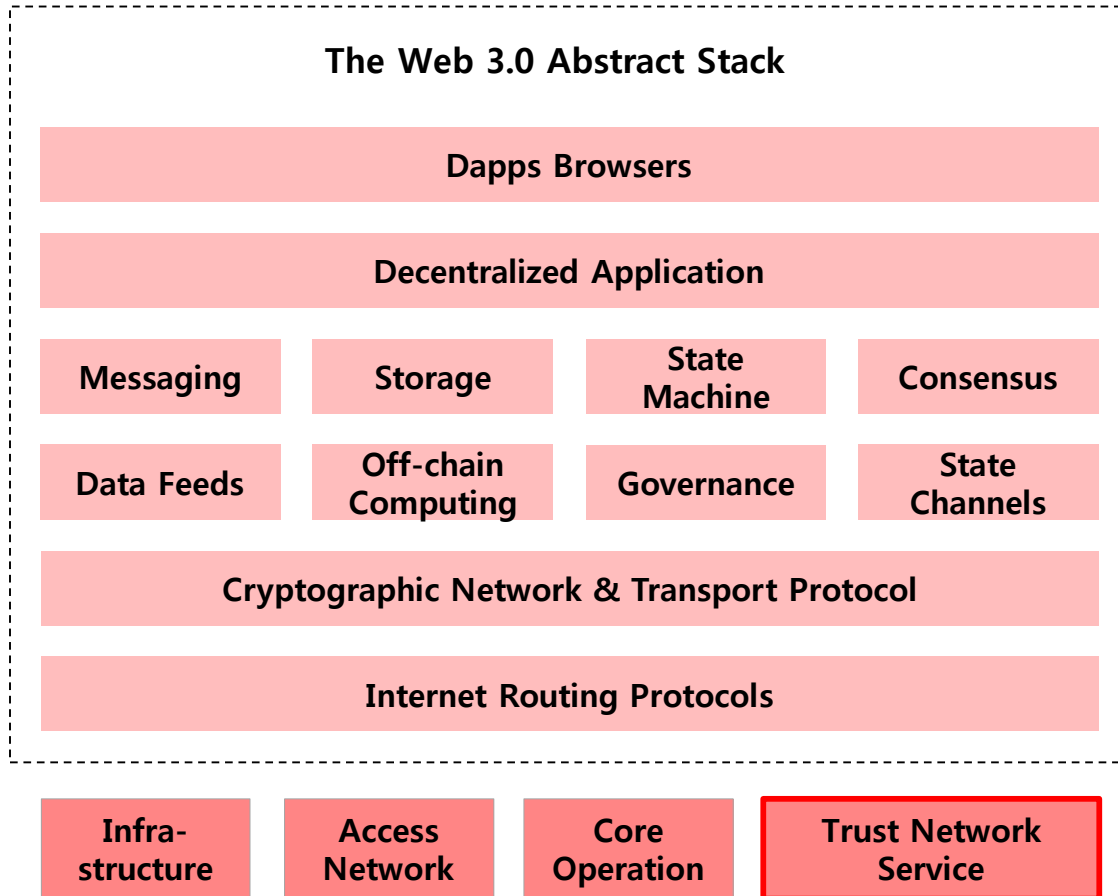 The Web 3.0 Abstract Stack
Dapps Browsers
Decentralized Application
Messaging
Storage
State
Machine
Consensus
Data Feeds
Off-chain
Computing
Governance
State
Channels
Cryptographic Network & Transport Protocol
Internet Routing Protocols
Infra-
structure
Access
Network
Core
Operation
Trust Network
Service